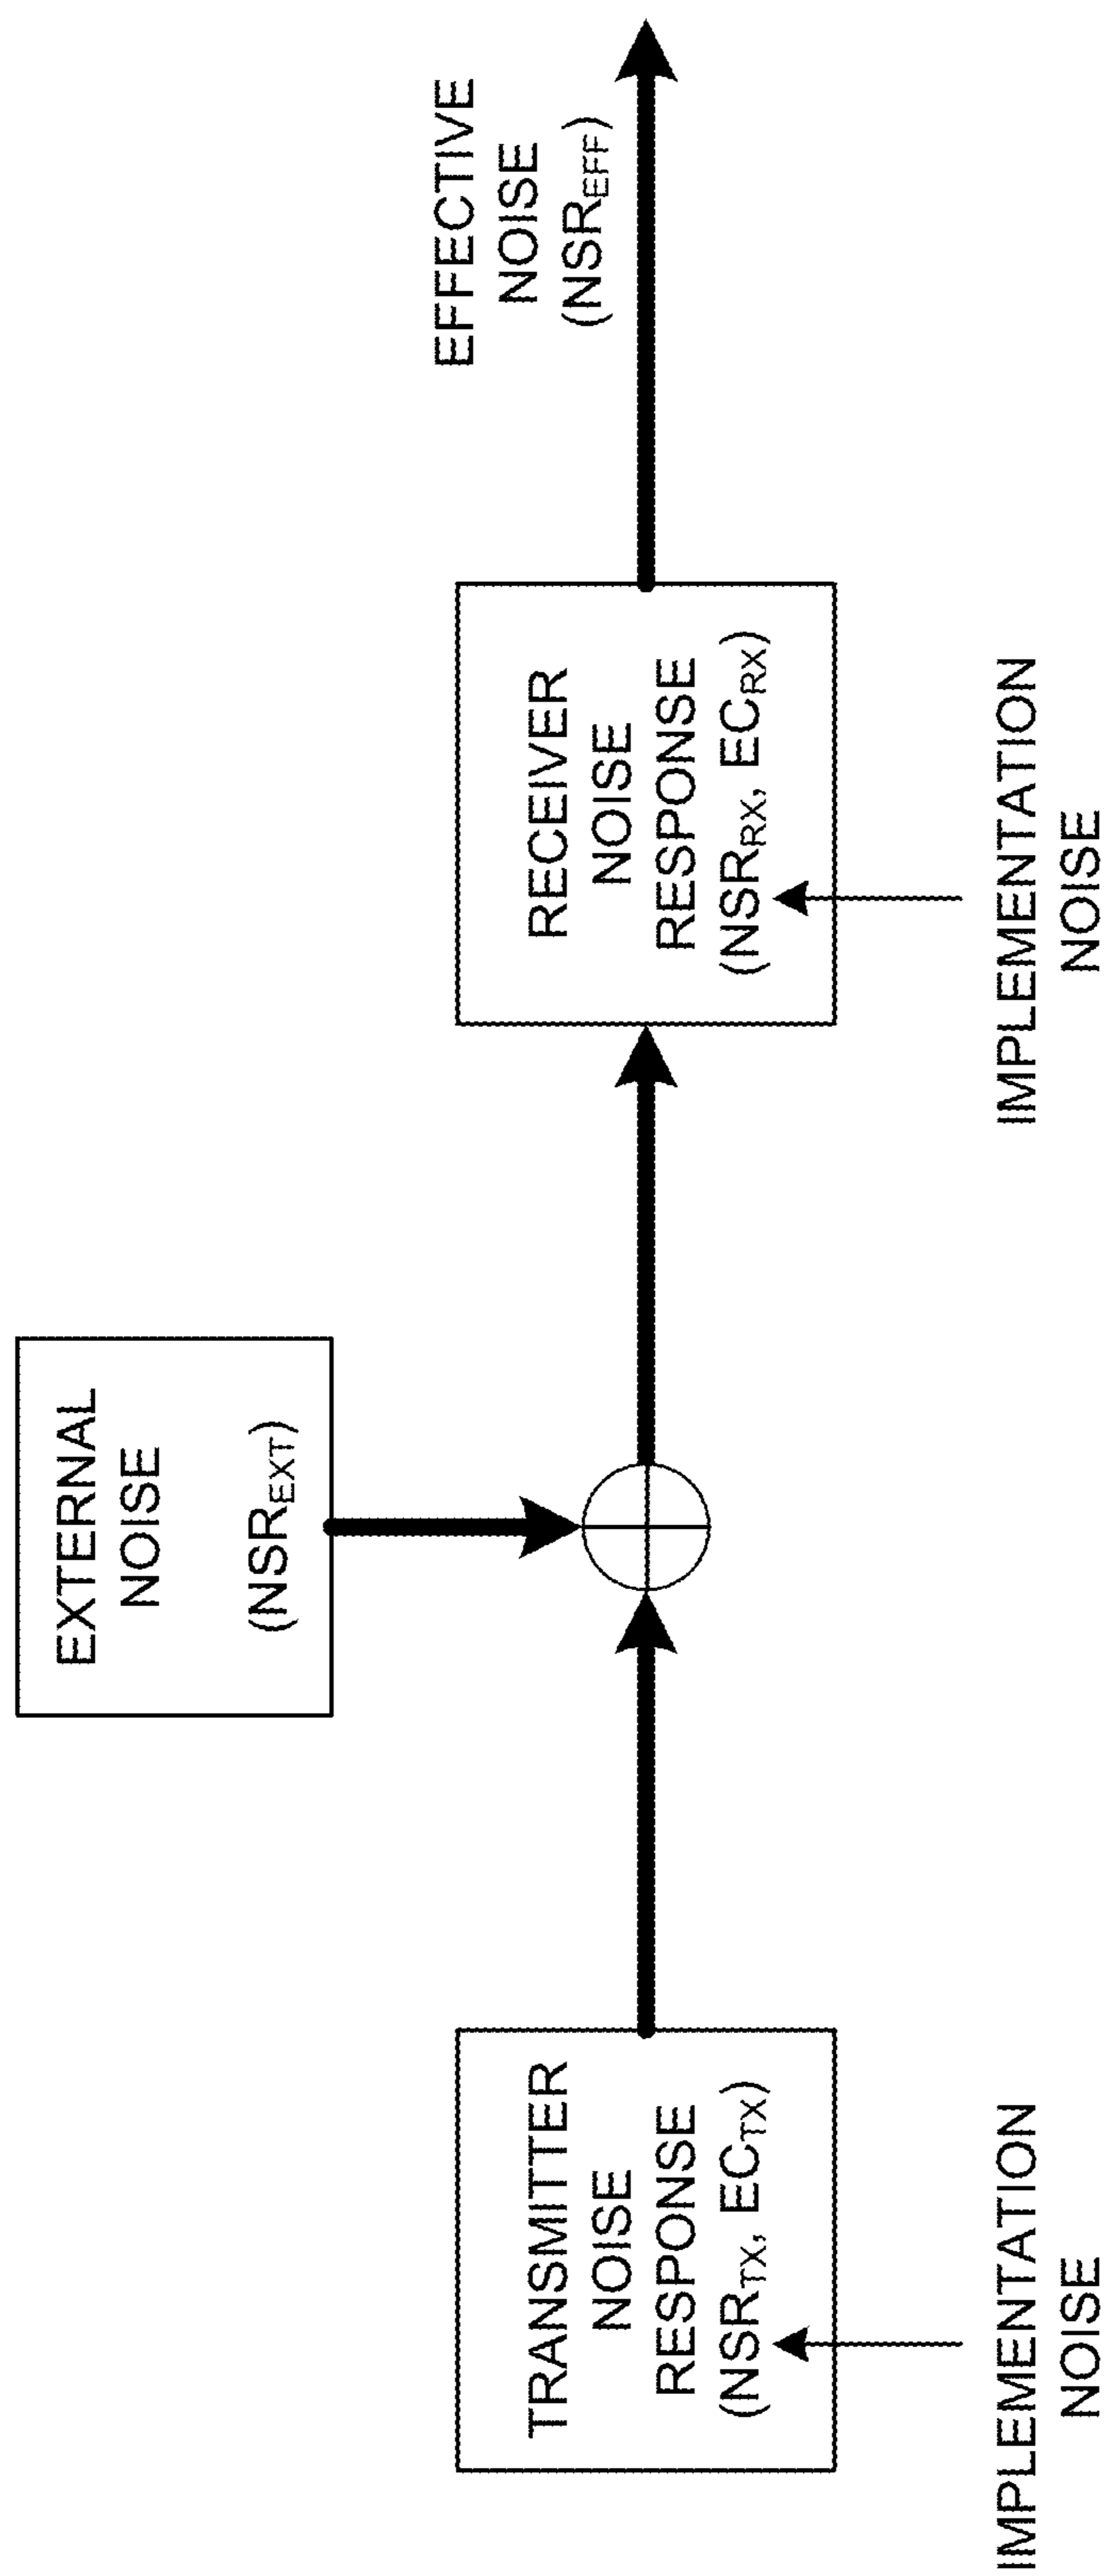 EXTERNAL
NOISE
(NSR_EXT)
TRANSMITTER
NOISE
RESPONSE
(NSR_TX, EC_TX)
IMPLEMENTATION
NOISE
RECEIVER
NOISE
RESPONSE
(NSR_RX, EC_RX)
IMPLEMENTATION
NOISE
EFFECTIVE
NOISE
(NSR_EFF)